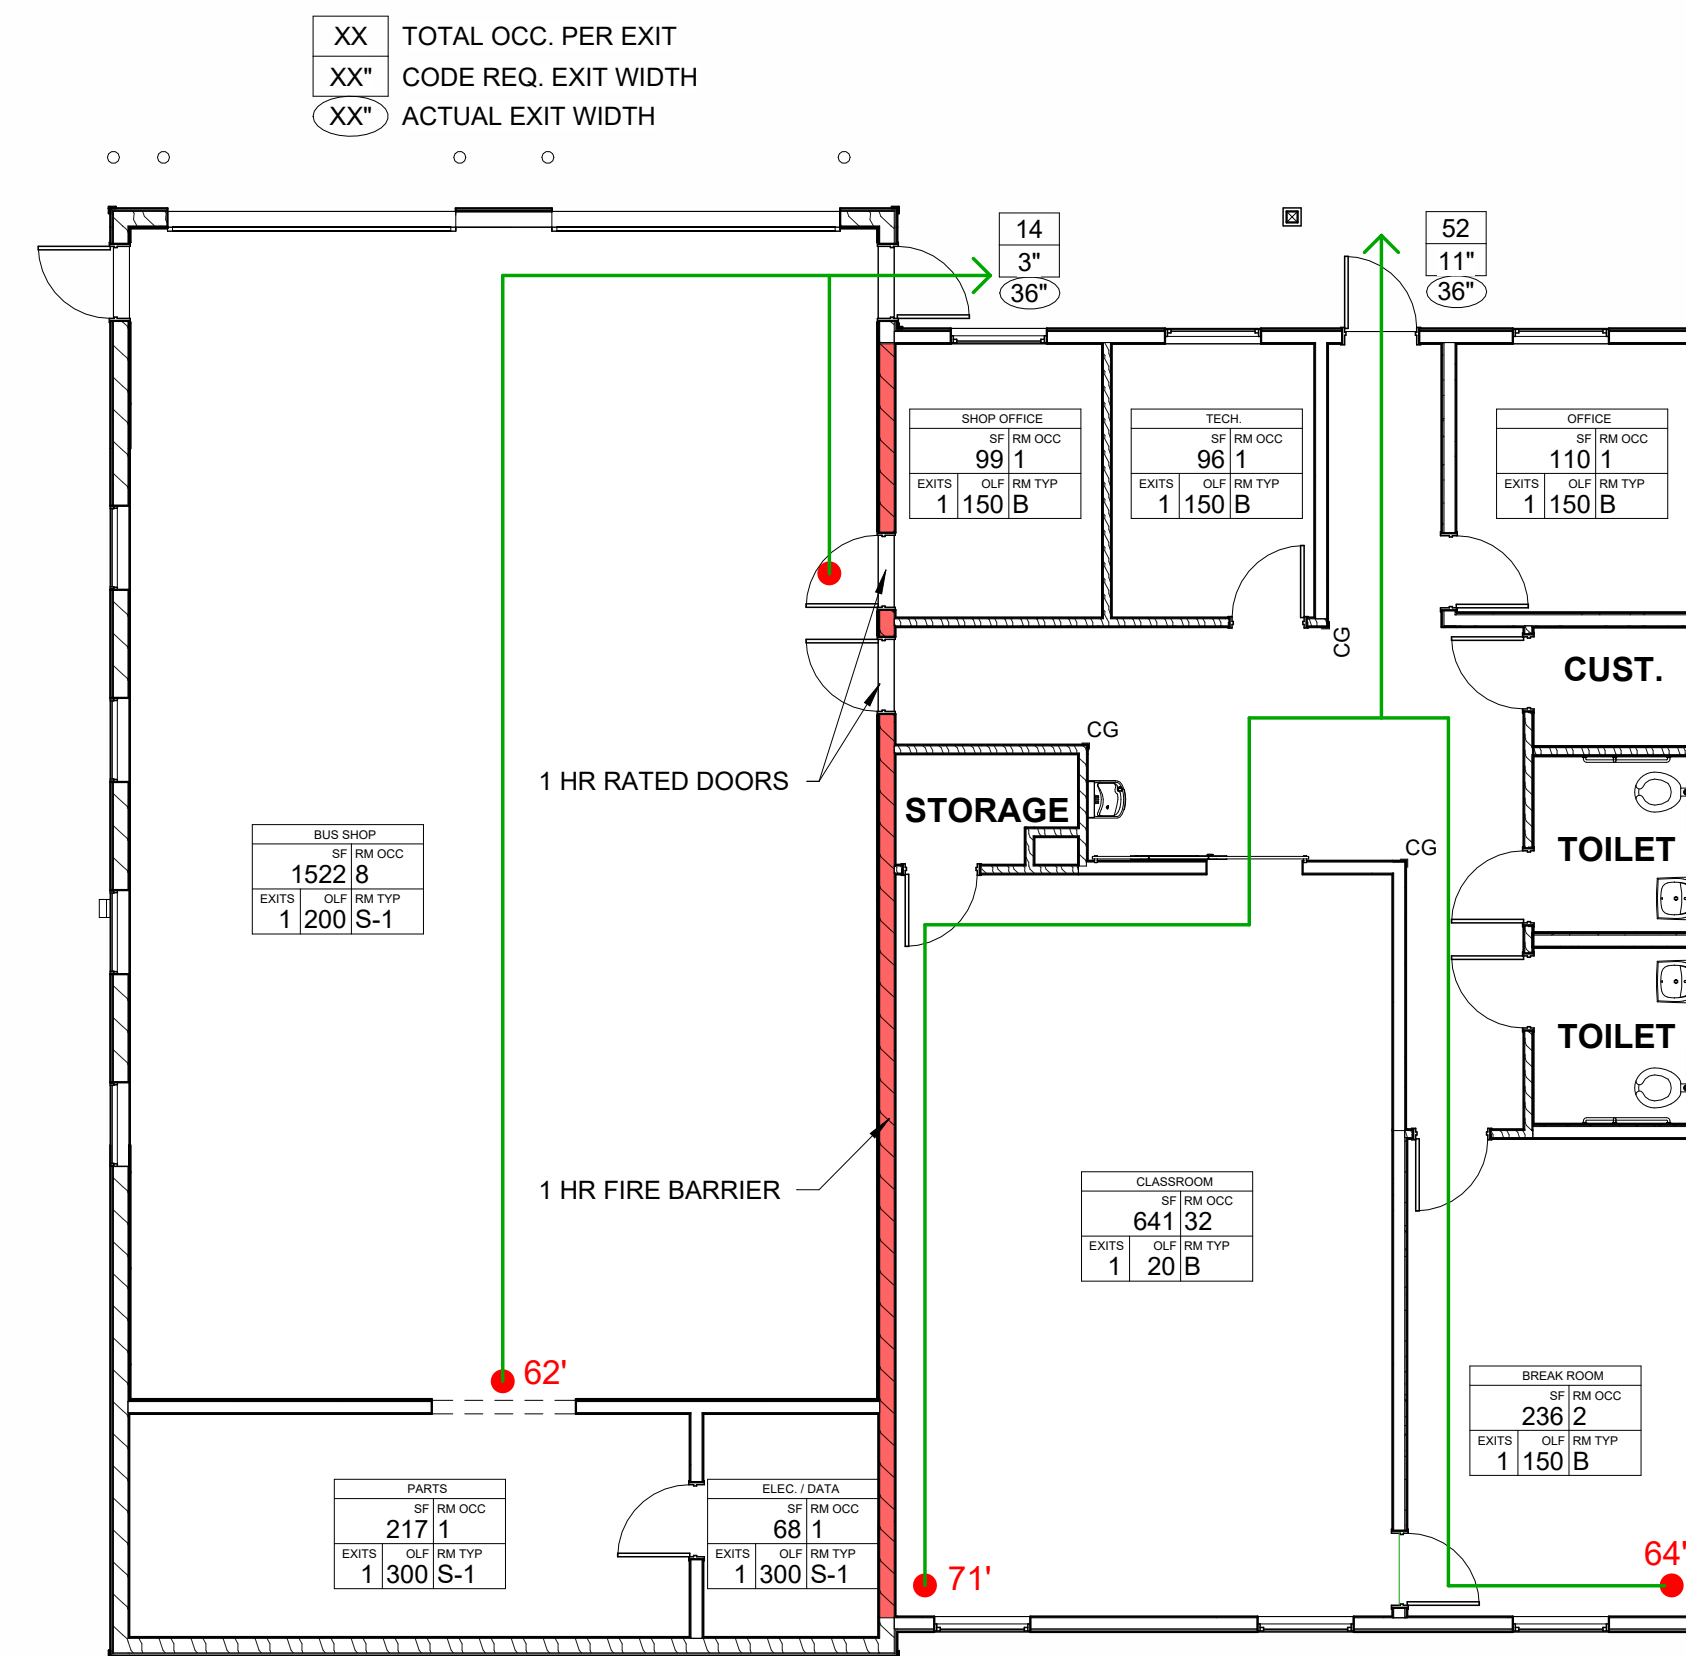 XX TOTAL OCC. PER EXIT
XX" CODE REQ. EXIT WIDTH
XX" ACTUAL EXIT WIDTH
14
3"
36"
52
11"
36"
SHOP OFFICE
SF RM OCC
99 1
EXITS OLF RM TYP
1 150 B
TECH.
SF RM OCC
96 1
EXITS OLF RM TYP
1 150 B
OFFICE
SF RM OCC
110 1
EXITS OLF RM TYP
1 150 B
CG
CUST.
CG
1 HR RATED DOORS
STORAGE
CG
TOILET
BUS SHOP
SF RM OCC
1522 8
EXITS OLF RM TYP
1 200 S-1
TOILET
1 HR FIRE BARRIER
CLASSROOM
SF RM OCC
641 32
EXITS OLF RM TYP
1 20 B
62'
BREAK ROOM
SF RM OCC
236 2
EXITS OLF RM TYP
1 150 B
PARTS
SF RM OCC
217 1
EXITS OLF RM TYP
1 300 S-1
ELEC. / DATA
SF RM OCC
68 1
EXITS OLF RM TYP
1 300 S-1
71'
64'